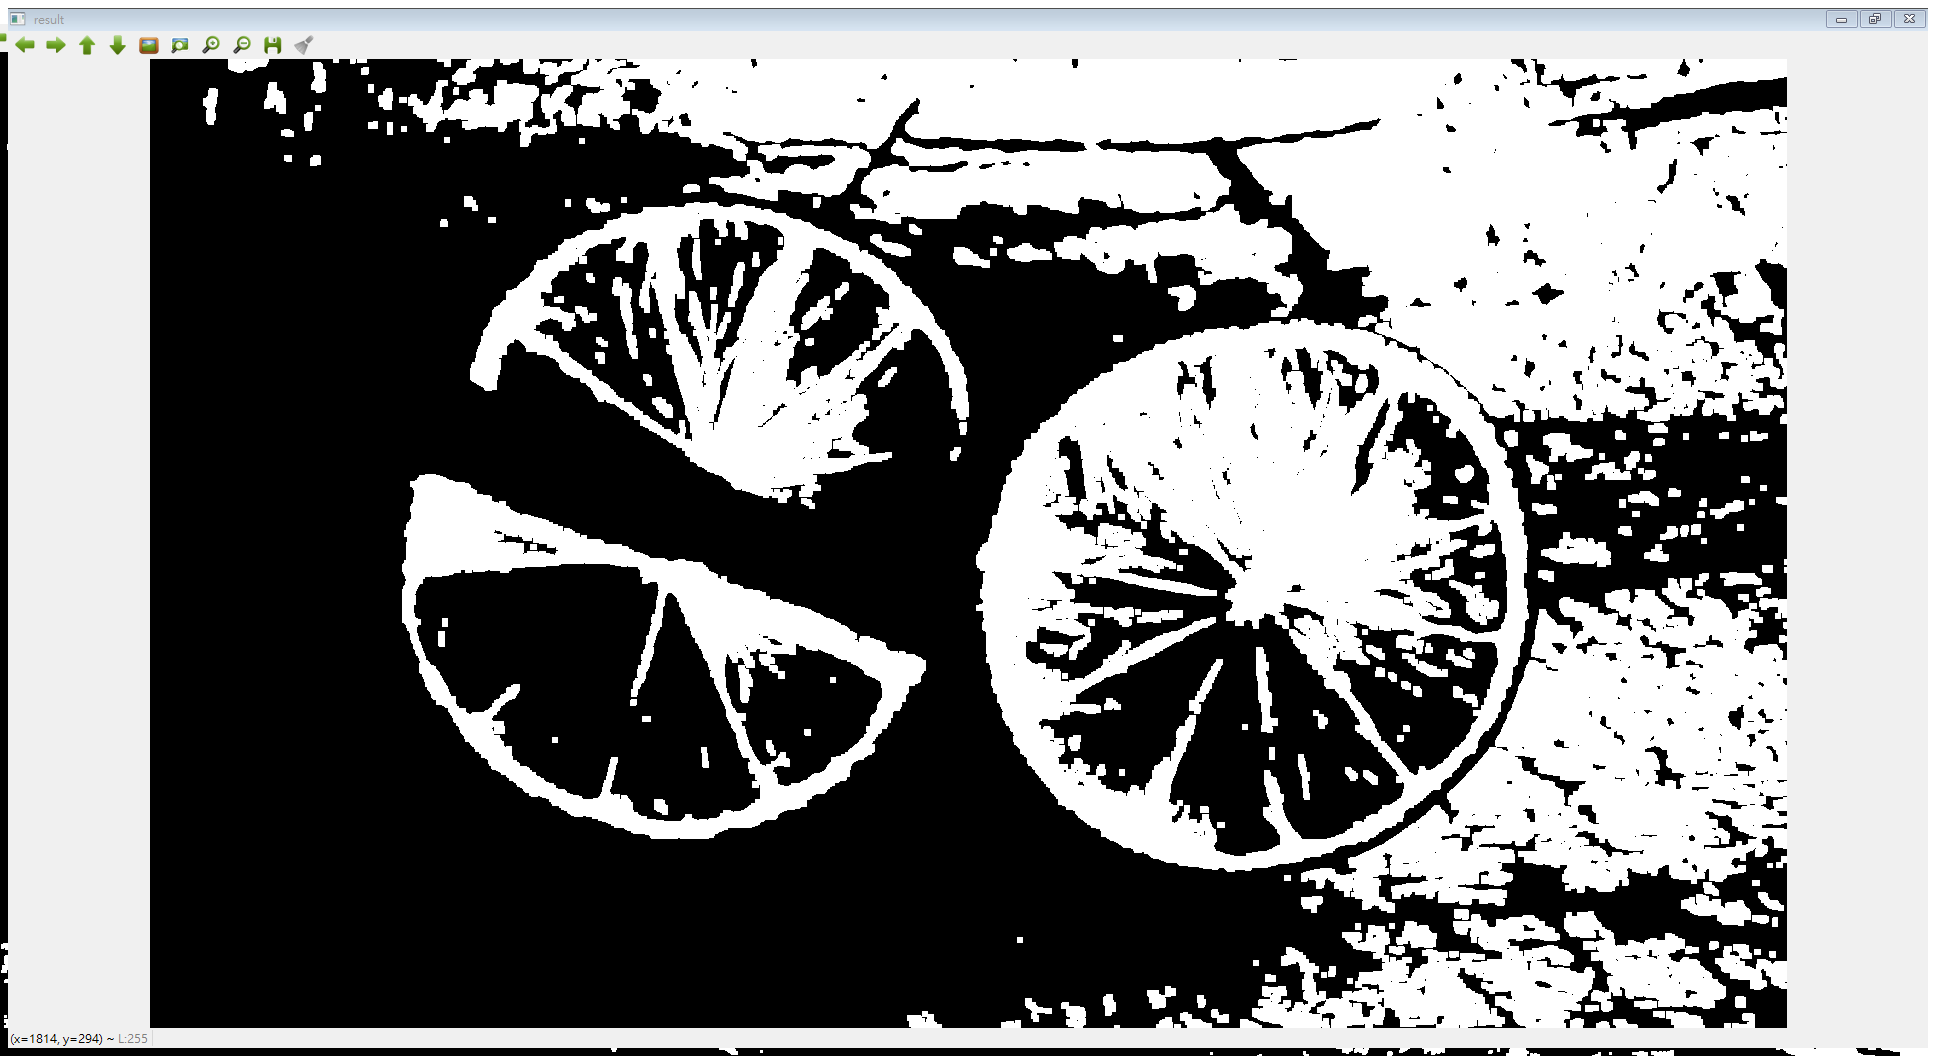 result
(x=1814, y=294) ~ L:255